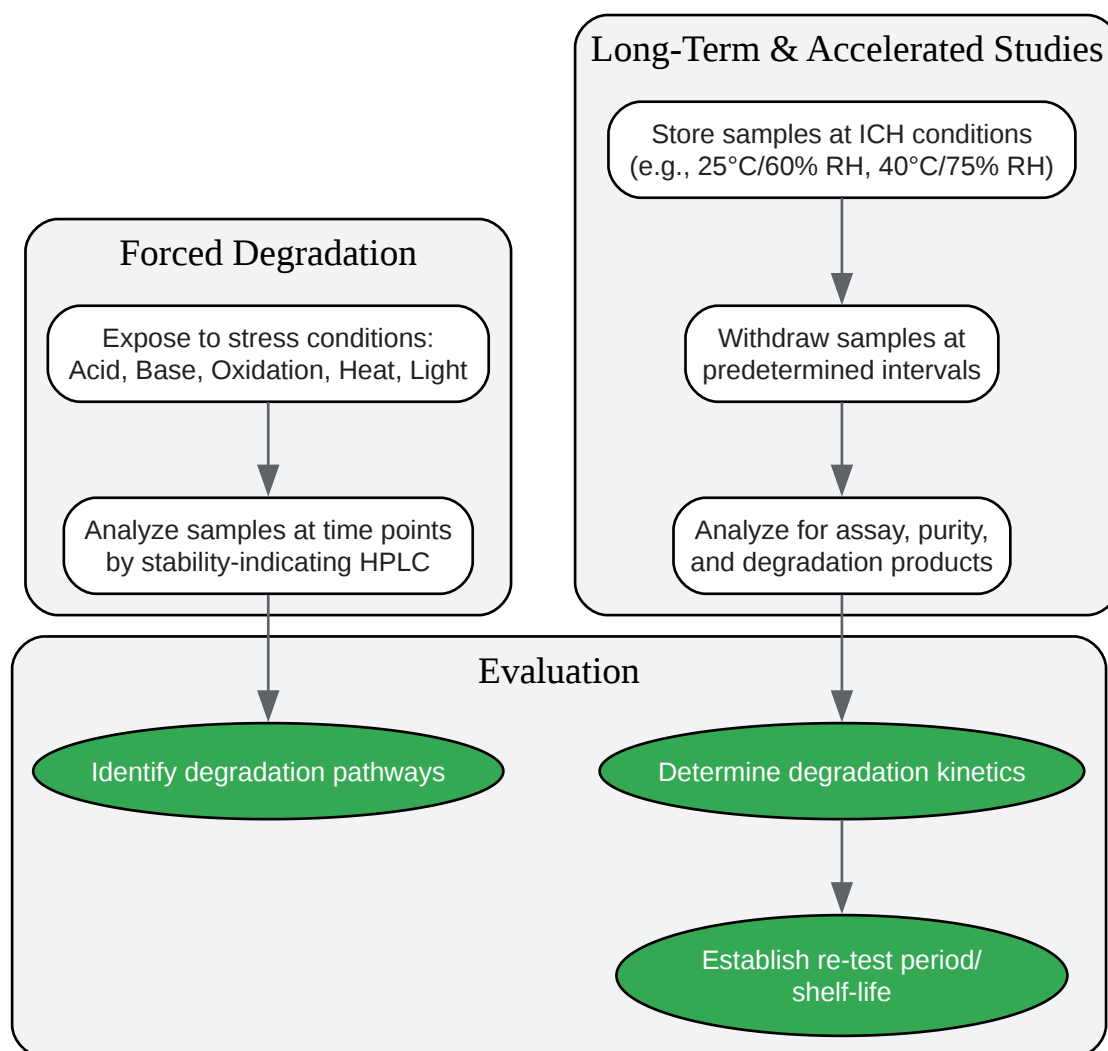 Long-Term & Accelerated Studies
Store samples at ICH conditions
(e.g., 25°C/60% RH, 40°C/75% RH)
Withdraw samples at
predetermined intervals
Analyze for assay, purity,
and degradation products
Forced Degradation
Expose to stress conditions:
Acid, Base, Oxidation, Heat, Light
Analyze samples at time points
by stability-indicating HPLC
Evaluation
Identify degradation pathways
Determine degradation kinetics
Establish re-test period/
shelf-life